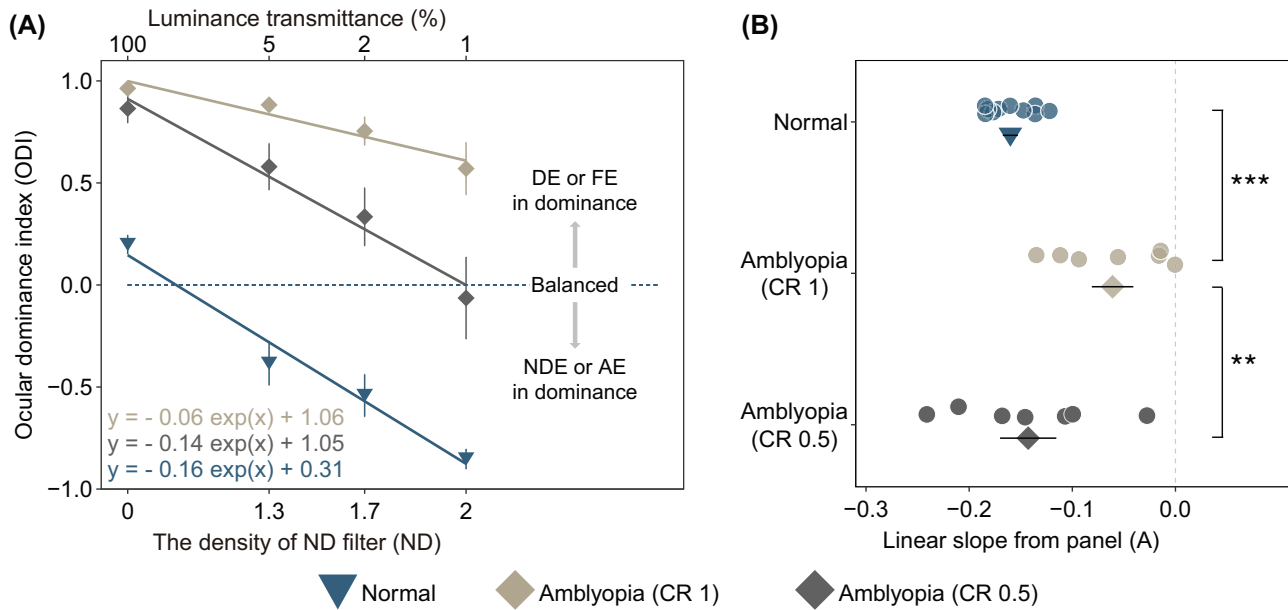 (A)
Luminance transmittance (%)
100 5 2 1
Ocular dominance index (ODI)
1.0
0.5
0.0
−0.5
−1.0
DE or FE
in dominance
Balanced
NDE or AE
in dominance
y = - 0.06 exp(x) + 1.06
y = - 0.14 exp(x) + 1.05
y = - 0.16 exp(x) + 0.31
0 1.3 1.7 2
The density of ND filter (ND)
(B)
Normal
Amblyopia
(CR 1)
Amblyopia
(CR 0.5)
***
**
−0.3 −0.2 −0.1 0.0
Linear slope from panel (A)
Normal Amblyopia (CR 1) Amblyopia (CR 0.5)